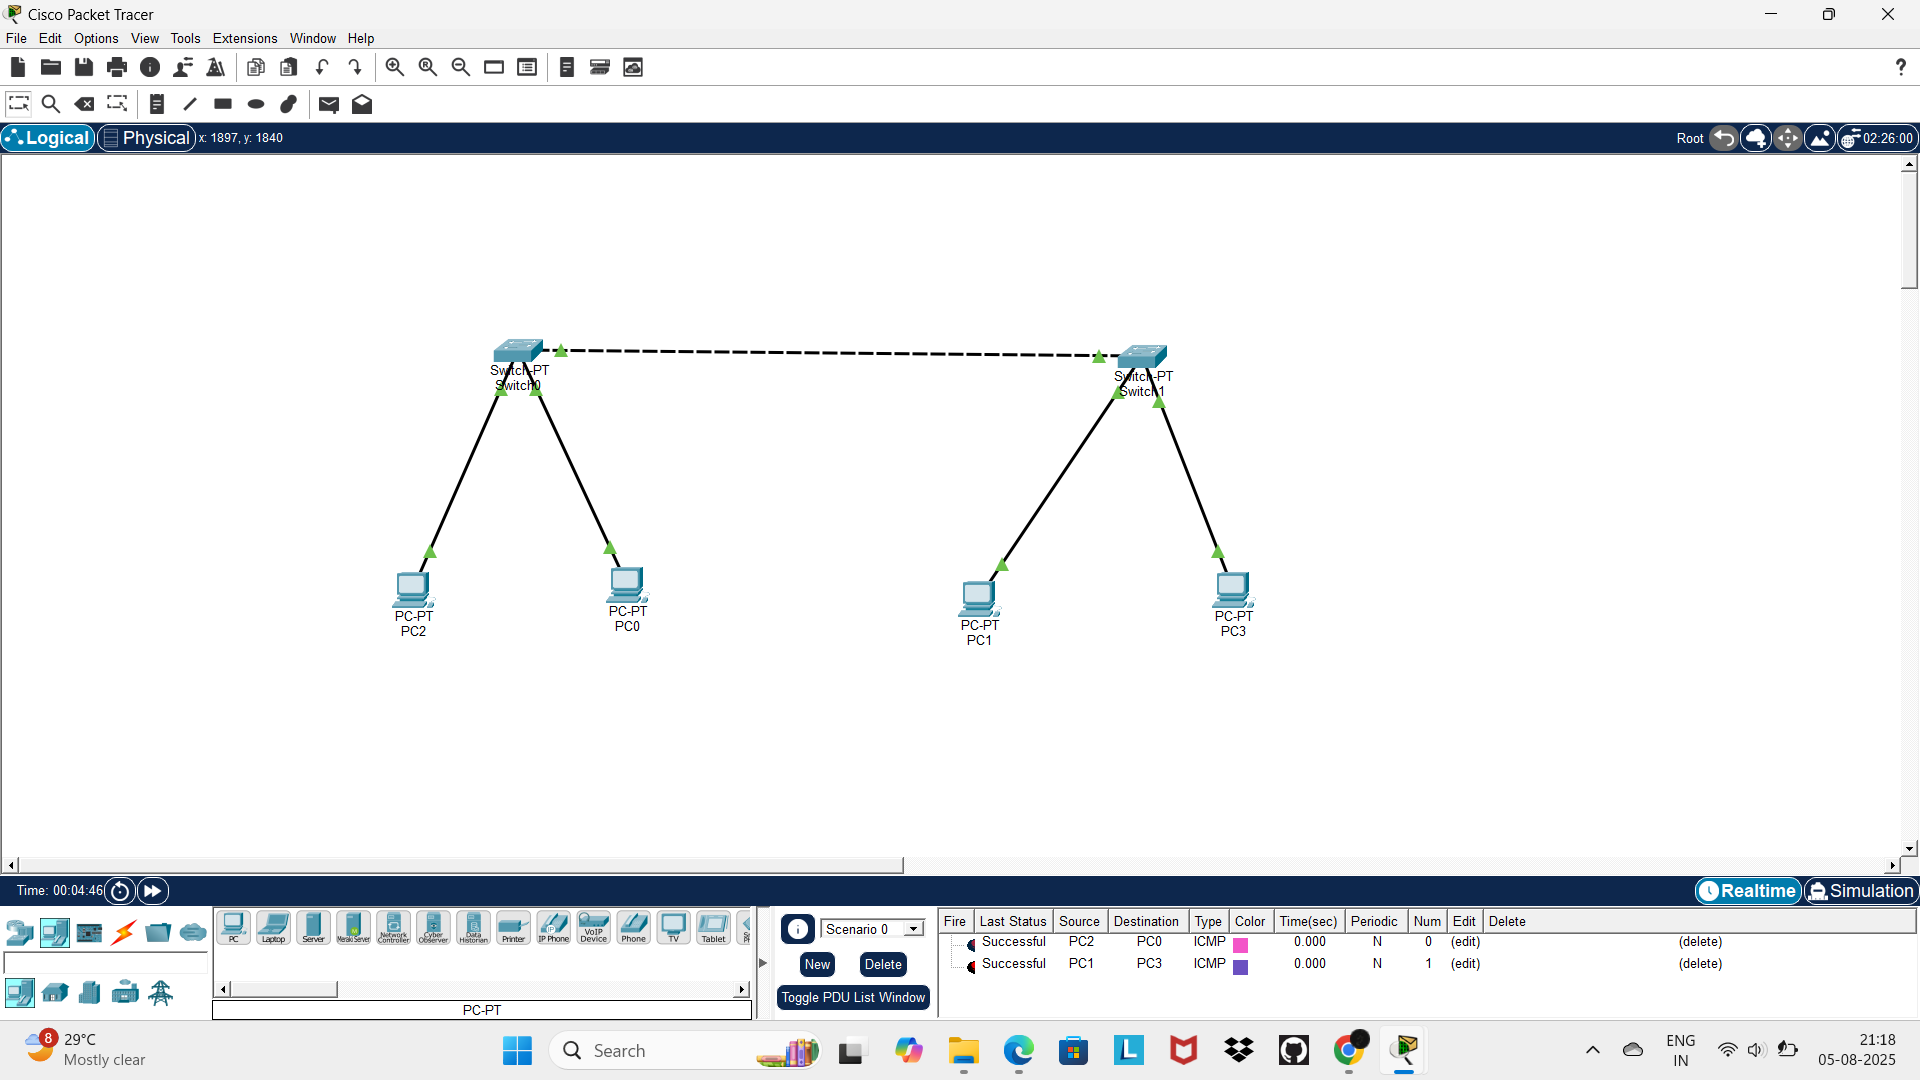 Cisco Packet Tracer
File Edit Options View Tools Extensions Window Help
?
Logical Physical x: 1897, y: 1840 Root 02:26:00
Switch-PT
Switch0
Switch-PT
Switch1
PC-PT
PC2
PC-PT
PC0
PC-PT
PC1
PC-PT
PC3
Time: 00:04:46 Realtime Simulation
PC Laptop Server Meraki Server Network Controller Cyber Observer Data Historian Printer IP Phone VoIP Device Phone TV Tablet
PC-PT
Scenario 0
New Delete
Toggle PDU List Window
Fire Last Status Source Destination Type Color Time(sec) Periodic Num Edit Delete
Successful PC2 PC0 ICMP 0.000 N 0 (edit) (delete)
Successful PC1 PC3 ICMP 0.000 N 1 (edit) (delete)
8 29°C
Mostly clear
Search
L
ENG
IN
21:18
05-08-2025